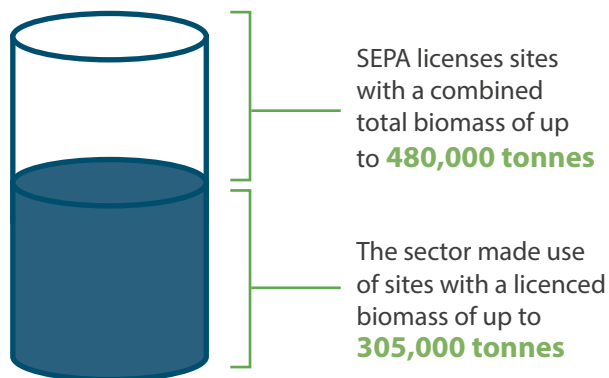 SEPA licenses sites
with a combined
total biomass of up
to 480,000 tonnes
The sector made use
of sites with a licenced
biomass of up to
305,000 tonnes